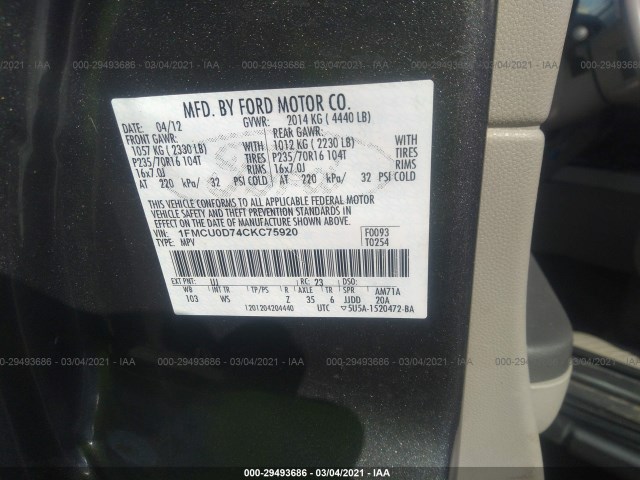 000-29493686 - 03/04/2021 - IAA
MFD. BY FORD MOTOR CO.
DATE: 04/12 GVWR: 2014 KG ( 4440 LB)
FRONT GAWR: REAR GAWR:
1057 KG ( 2330 LB) WITH 1012 KG ( 2230 LB) WITH
P235/70R16 104T TIRES P235/70R16 104T TIRES
16x7.0J RIMS 16x7.0J RIMS
AT 220 kPa/ 32 PSI COLD AT 220 kPa/ 32 PSI COLD
THIS VEHICLE CONFORMS TO ALL APPLICABLE FEDERAL MOTOR
VEHICLE SAFETY AND THEFT PREVENTION STANDARDS IN
EFFECT ON THE DATE OF MANUFACTURE SHOWN ABOVE.
VIN: 1FMCU0D74CKC75920 F0093
TYPE: MPV T0254
EXT PNT: UJ RC: 23 DSO:
WB INT TR TP/PS R AXLE TR SPR AM71A
103 WS Z 35 6 JJDD 20A
1201204204440 UTC 5U5A-1520472-BA
000-29493686 - 03/04/2021 - IAA
000-29493686 - 03/04/2021 - IAA